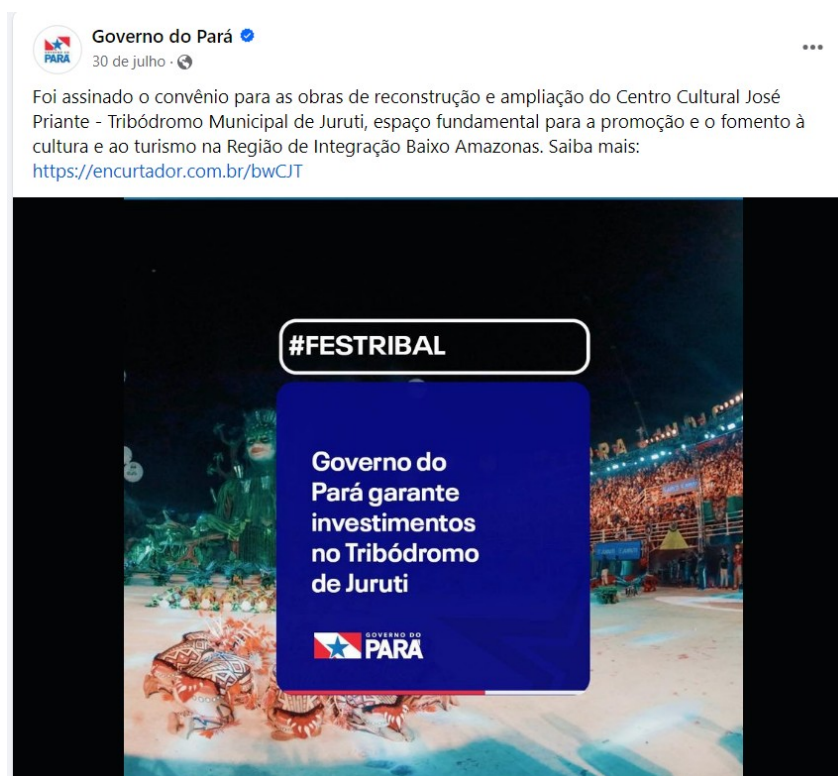 Governo do Pará
30 de julho ·
Foi assinado o convênio para as obras de reconstrução e ampliação do Centro Cultural José
Priante - Tribódromo Municipal de Juruti, espaço fundamental para a promoção e o fomento à
cultura e ao turismo na Região de Integração Baixo Amazonas. Saiba mais:
https://encurtador.com.br/bwCJT
#FESTRIBAL
Governo do
Pará garante
investimentos
no Tribódromo
de Juruti
GOVERNO DO
PARÁ